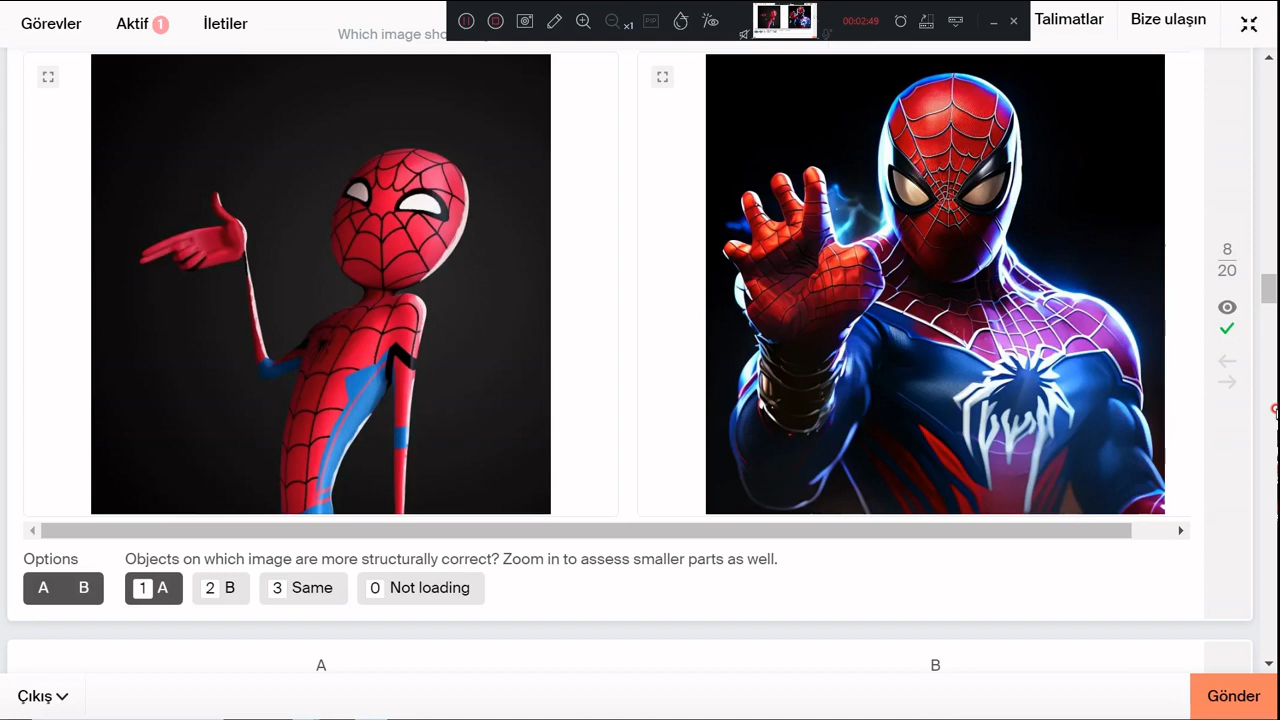 Görevler Aktif 1 İletiler
x1 PIP 00:02:49
Talimatlar Bize ulaşın
Which image sho
8
20
Options Objects on which image are more structurally correct? Zoom in to assess smaller parts as well.
A B 1 A 2 B 3 Same 0 Not loading
A B
Çıkış Gönder